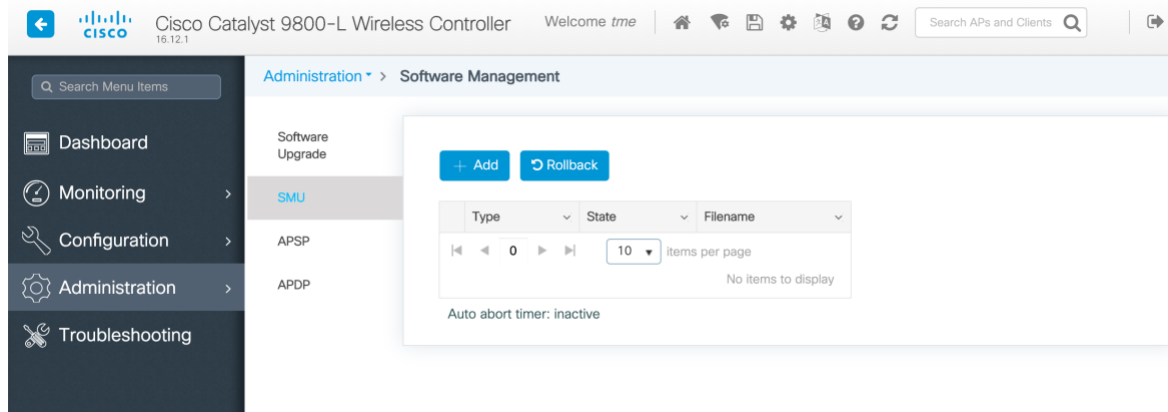 CISCO
Cisco Catalyst 9800-L Wireless Controller
16.12.1
Welcome tme
Search APs and Clients
Search Menu Items
Dashboard
Monitoring
Configuration
Administration
Troubleshooting
Administration > Software Management
Software
Upgrade
SMU
APSP
APDP
+ Add
Rollback
Type State Filename
0 10 items per page
No items to display
Auto abort timer: inactive